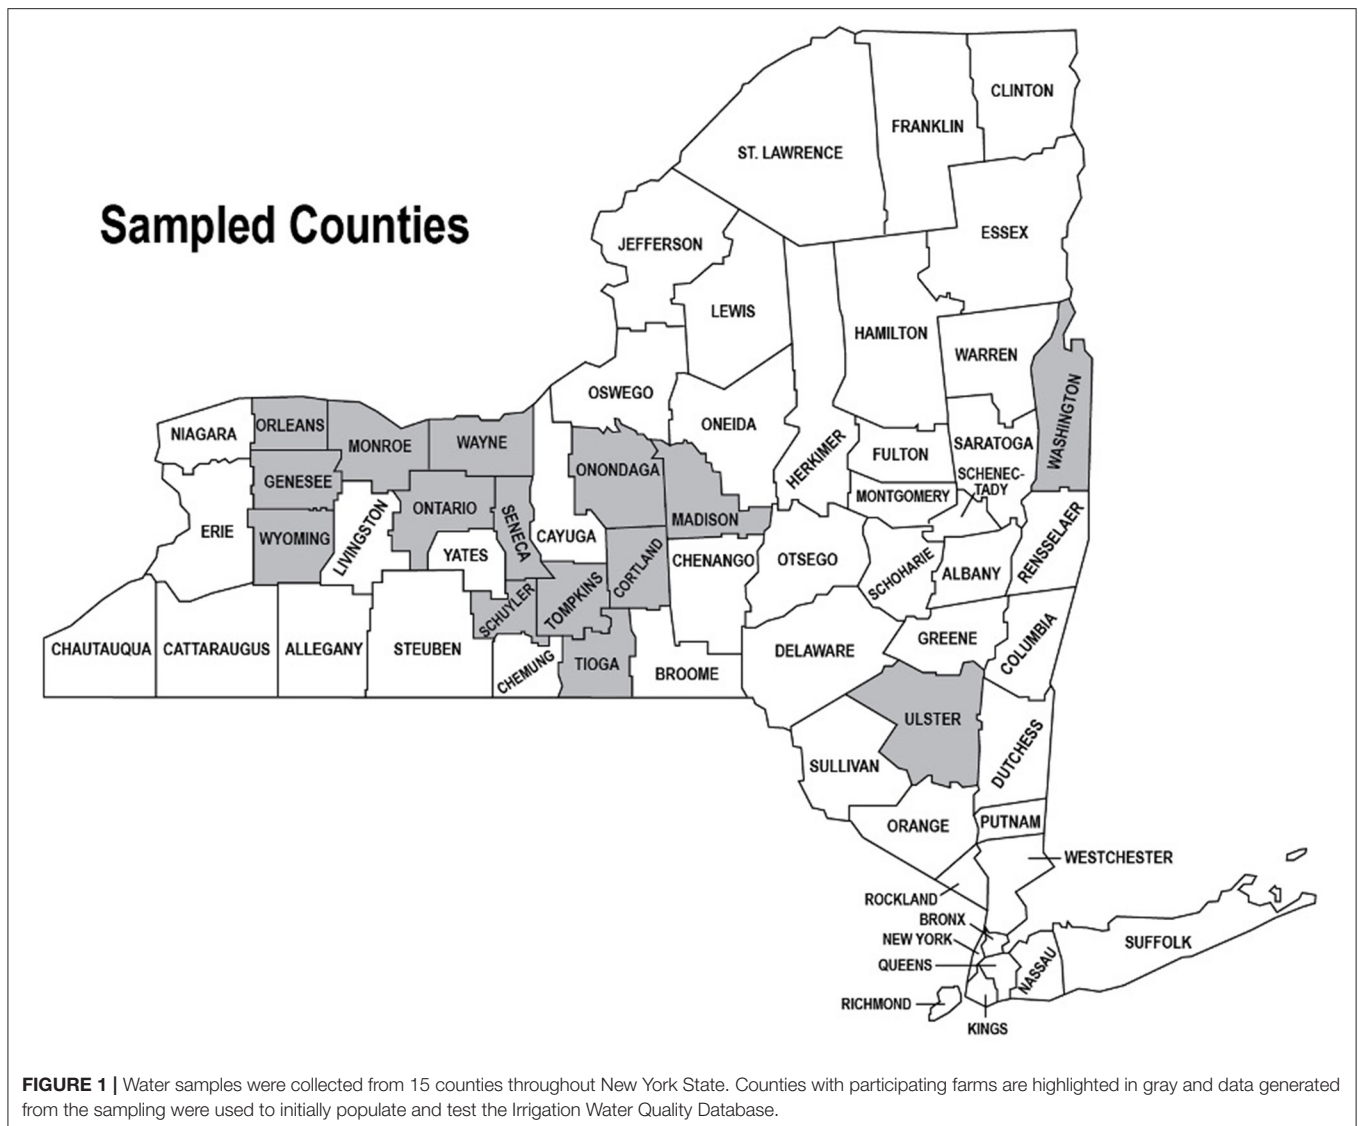 CLINTON
FRANKLIN
ST. LAWRENCE
Sampled Counties
ESSEX
JEFFERSON
LEWIS
HAMILTON
WARREN
WASHINGTON
OSWEGO
ONEIDA
HERKIMER
ORLEANS
NIAGARA
MONROE
WAYNE
FULTON
SARATOGA
ONONDAGA
SCHENEC-
TADY
GENESEE
MONTGOMERY
ONTARIO
MADISON
ERIE
WYOMING
LIVINGSTON
SENECA
CAYUGA
YATES
CORTLAND
CHENANGO
OTSEGO
SCHOHARIE
ALBANY
RENSSELAER
SCHUYLER
TOMPKINS
GREENE
COLUMBIA
CHAUTAUQUA
CATTARAUGUS
ALLEGANY
STEUBEN
CHEMUNG
TIOGA
BROOME
DELAWARE
ULSTER
SULLIVAN
DUTCHESS
ORANGE
PUTNAM
WESTCHESTER
ROCKLAND
BRONX
NEW YORK
QUEENS
NASSAU
SUFFOLK
RICHMOND
KINGS
FIGURE 1 | Water samples were collected from 15 counties throughout New York State. Counties with participating farms are highlighted in gray and data generated
from the sampling were used to initially populate and test the Irrigation Water Quality Database.